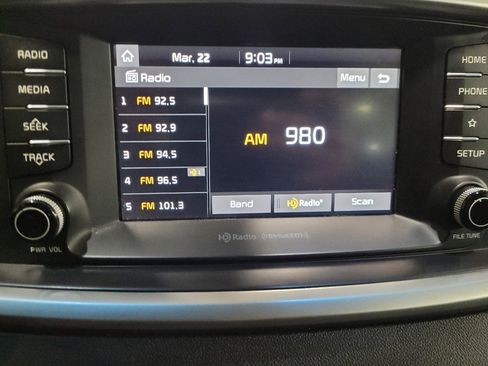 RADIO
MEDIA
SEEK
TRACK
PWR VOL
Mar. 22 9:03 PM
Radio Menu
1 FM 92.5
2 FM 92.9
3 FM 94.5
4 FM 96.5 HD
5 FM 101.3
AM 980
Band HD Radio® Scan
HD Radio SiriusXM
HOME
PHONE
SETUP
FILE TUNE